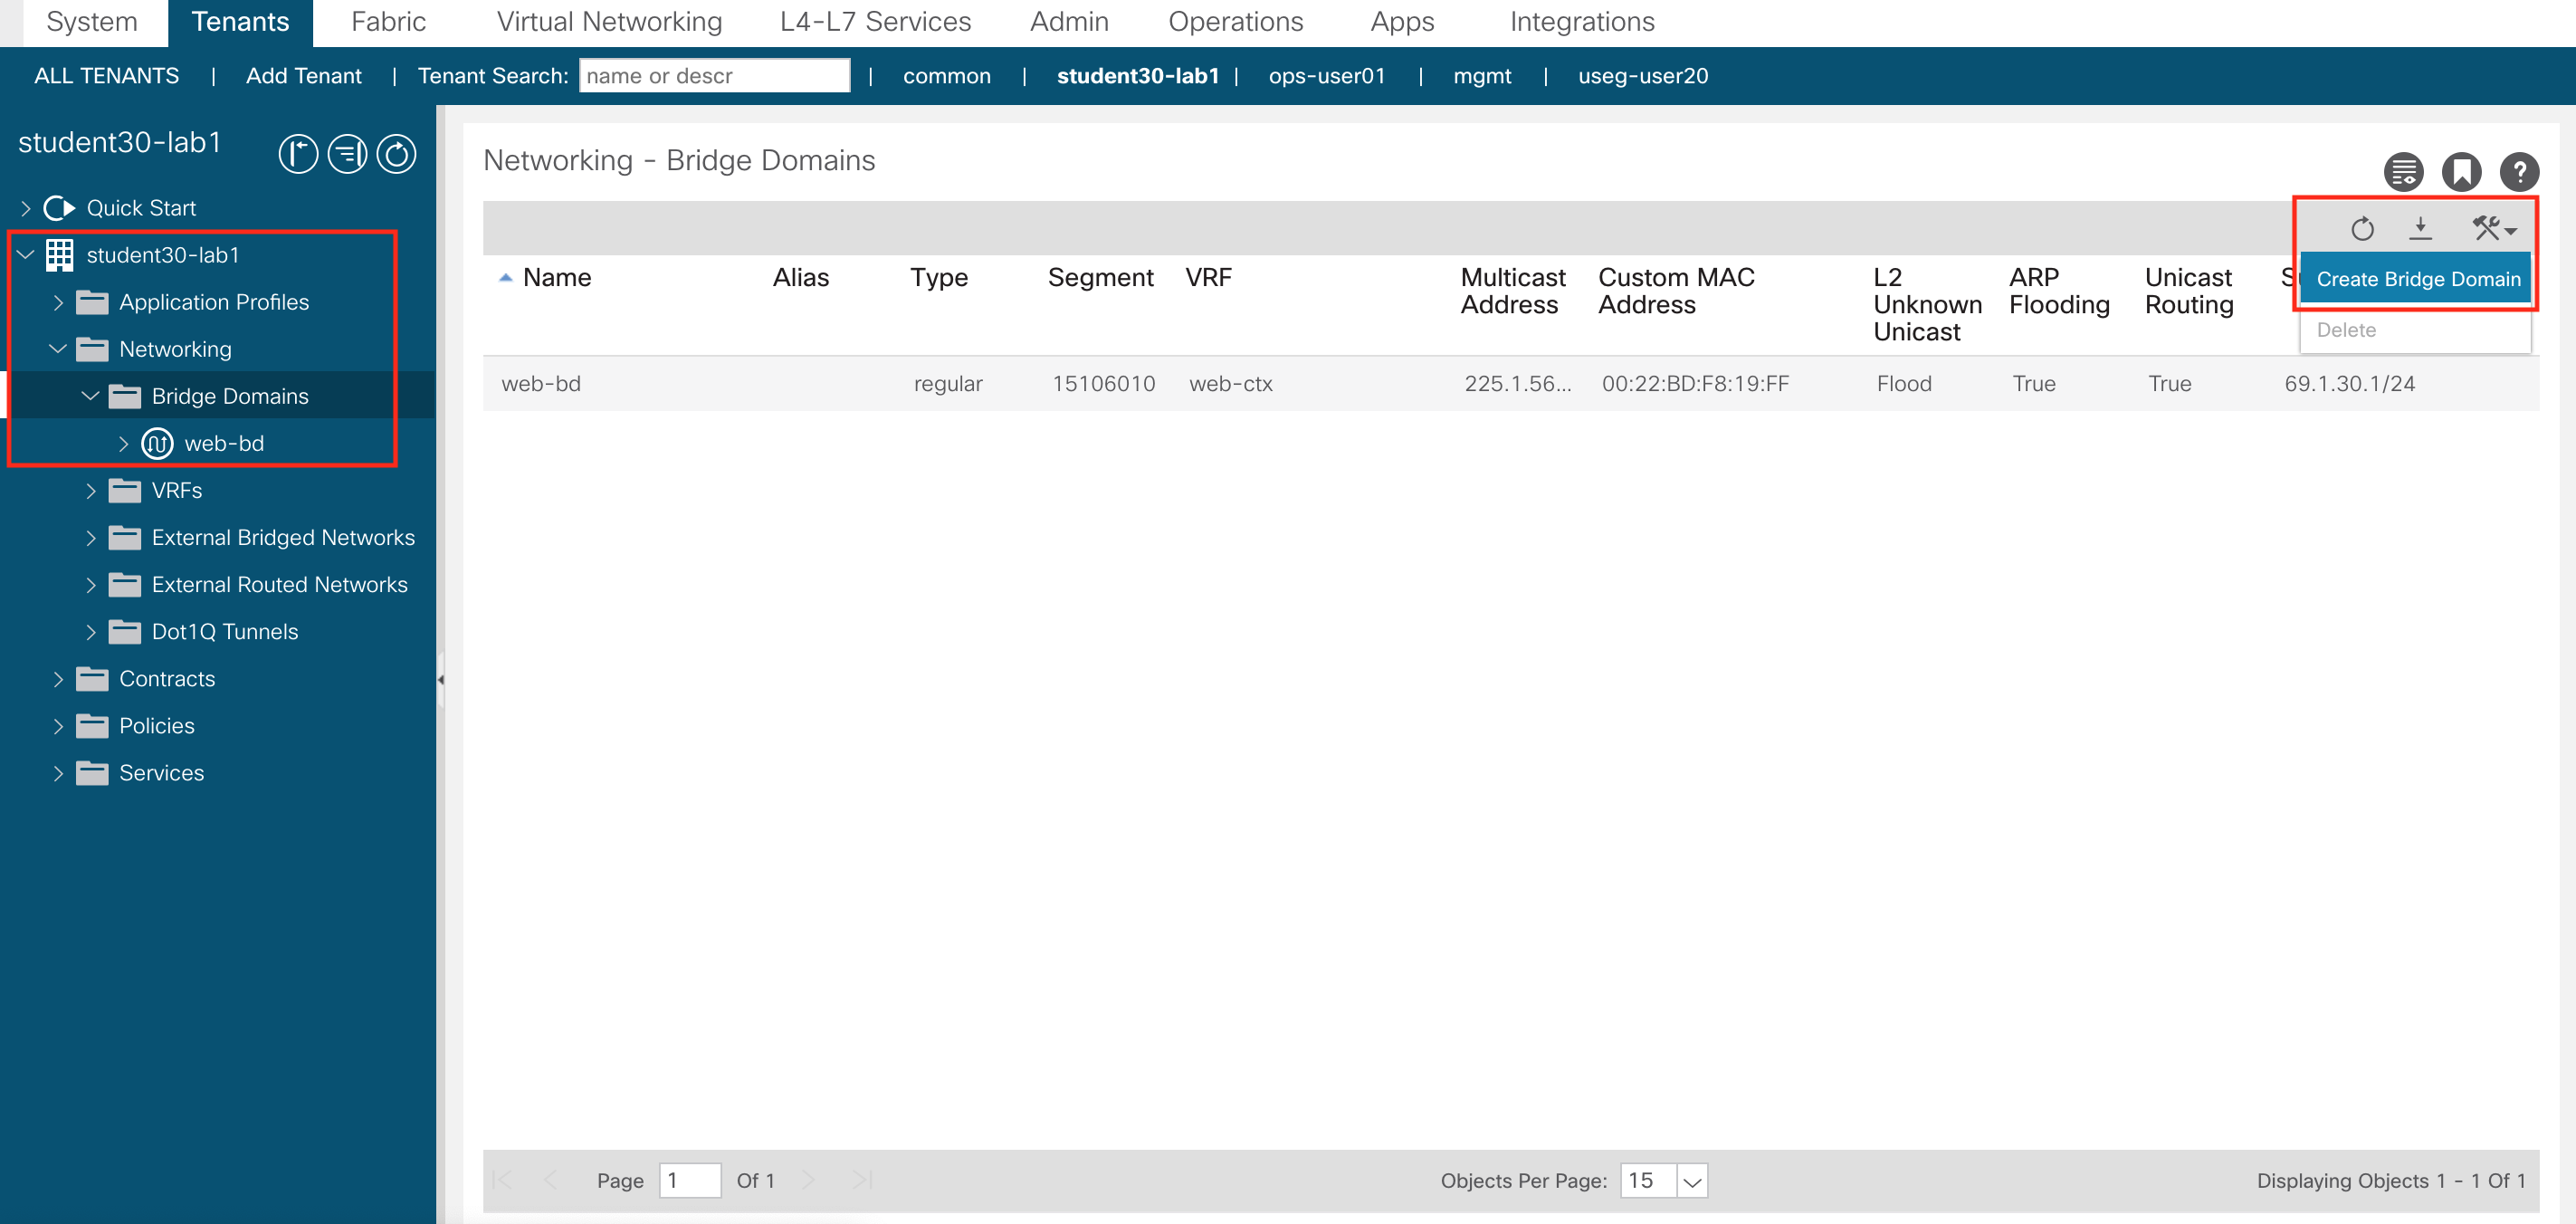 System Tenants Fabric Virtual Networking L4-L7 Services Admin Operations Apps Integrations
ALL TENANTS | Add Tenant | Tenant Search: name or descr | common | student30-lab1 | ops-user01 | mgmt | useg-user20
student30-lab1
Quick Start
student30-lab1
Application Profiles
Networking
Bridge Domains
web-bd
VRFs
External Bridged Networks
External Routed Networks
Dot1Q Tunnels
Contracts
Policies
Services
Networking - Bridge Domains
?
Create Bridge Domain
Delete
Name Alias Type Segment VRF Multicast Address Custom MAC Address L2 Unknown Unicast ARP Flooding Unicast Routing
web-bd regular 15106010 web-ctx 225.1.56... 00:22:BD:F8:19:FF Flood True True 69.1.30.1/24
Page 1 Of 1 Objects Per Page: 15 Displaying Objects 1 - 1 Of 1